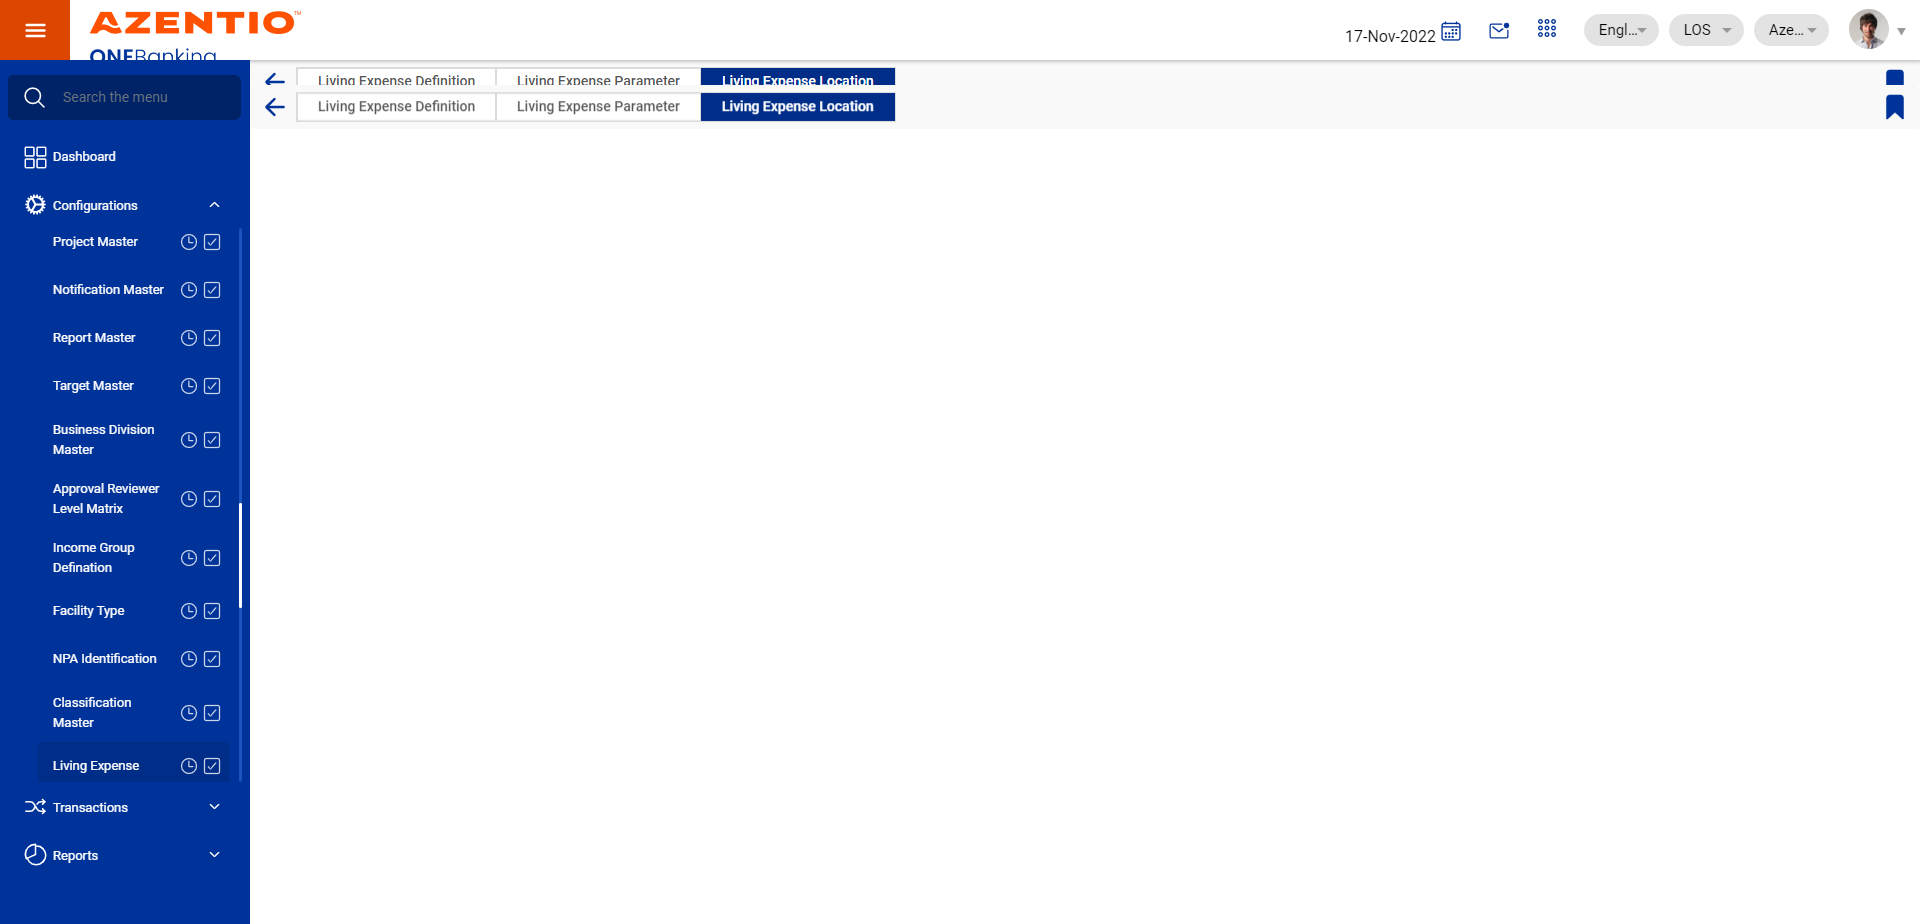 AZENTIO™
ONEBanking
17-Nov-2022
Engl...
LOS
Aze...
Search the menu
Dashboard
Configurations
Project Master
Notification Master
Report Master
Target Master
Business Division
Master
Approval Reviewer
Level Matrix
Income Group
Defination
Facility Type
NPA Identification
Classification
Master
Living Expense
Transactions
Reports
Living Expense Definition
Living Expense Parameter
Living Expense Location
Living Expense Definition
Living Expense Parameter
Living Expense Location